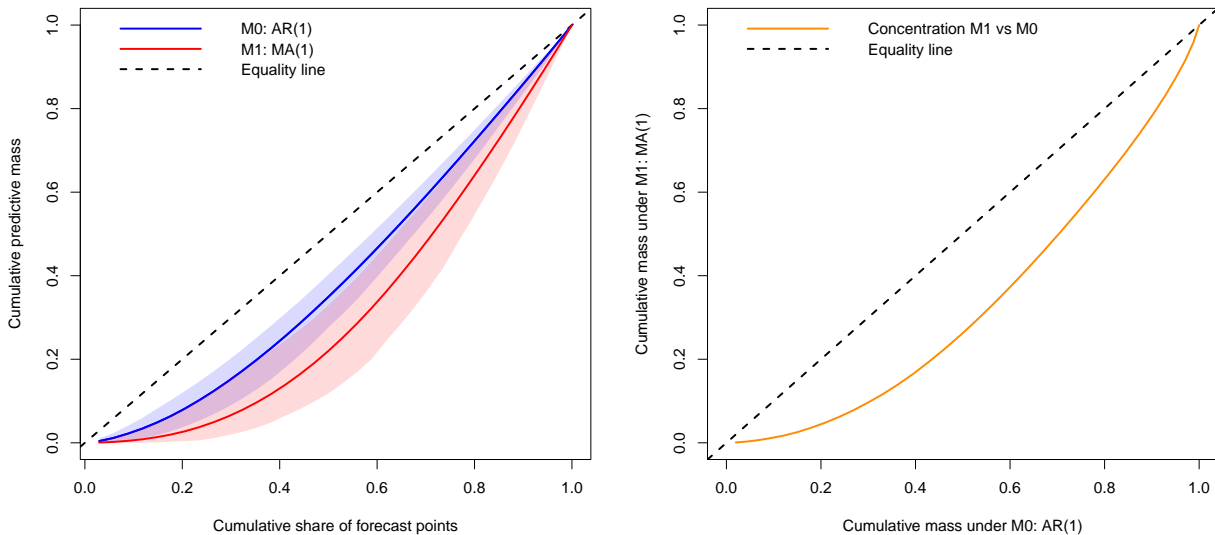 M0: AR(1)
M1: MA(1)
Equality line
Cumulative predictive mass
0.0
0.2
0.4
0.6
0.8
1.0
0.0 0.2 0.4 0.6 0.8 1.0
Cumulative share of forecast points
Concentration M1 vs M0
Equality line
Cumulative mass under M1: MA(1)
0.0
0.2
0.4
0.6
0.8
1.0
0.0 0.2 0.4 0.6 0.8 1.0
Cumulative mass under M0: AR(1)